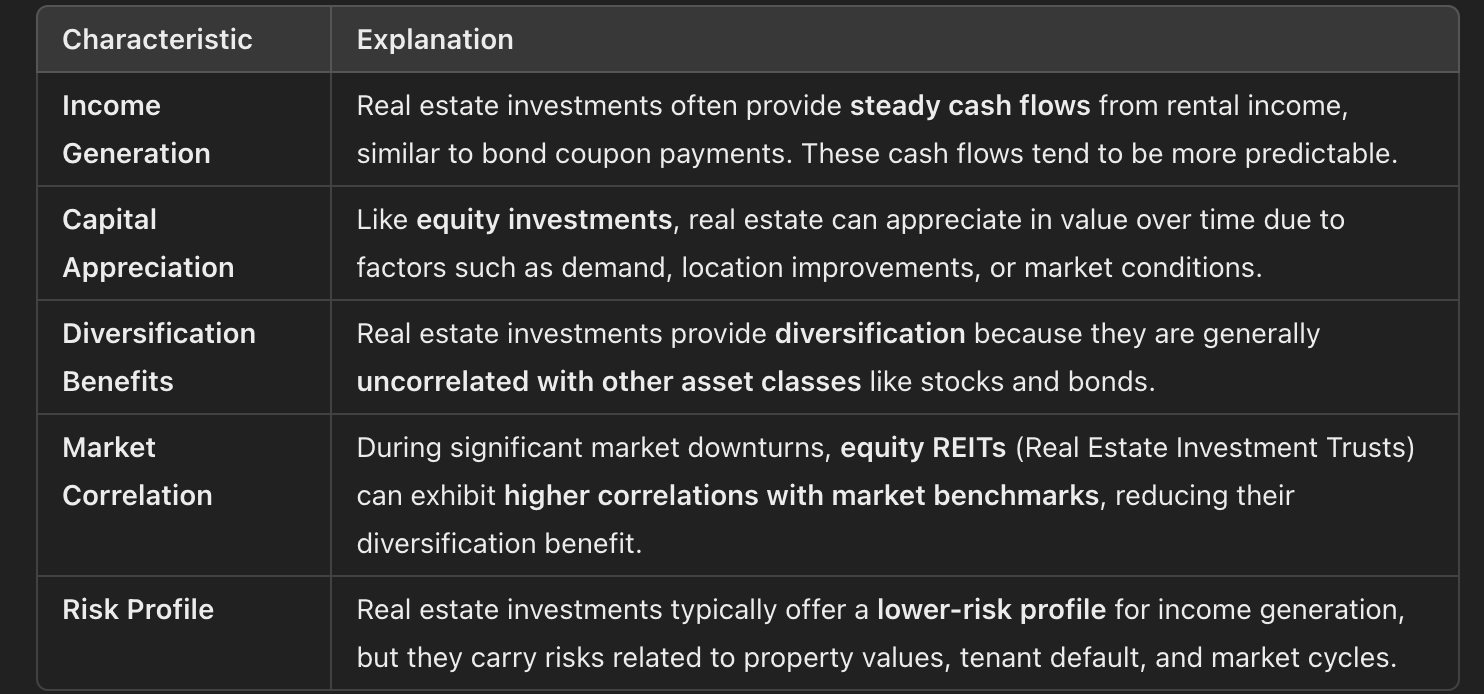 Characteristic
Explanation
Income
Generation
Real estate investments often provide steady cash flows from rental income,
similar to bond coupon payments. These cash flows tend to be more predictable.
Capital
Appreciation
Like equity investments, real estate can appreciate in value over time due to
factors such as demand, location improvements, or market conditions.
Diversification
Benefits
Real estate investments provide diversification because they are generally
uncorrelated with other asset classes like stocks and bonds.
Market
Correlation
During significant market downturns, equity REITs (Real Estate Investment Trusts)
can exhibit higher correlations with market benchmarks, reducing their
diversification benefit.
Risk Profile
Real estate investments typically offer a lower-risk profile for income generation,
but they carry risks related to property values, tenant default, and market cycles.